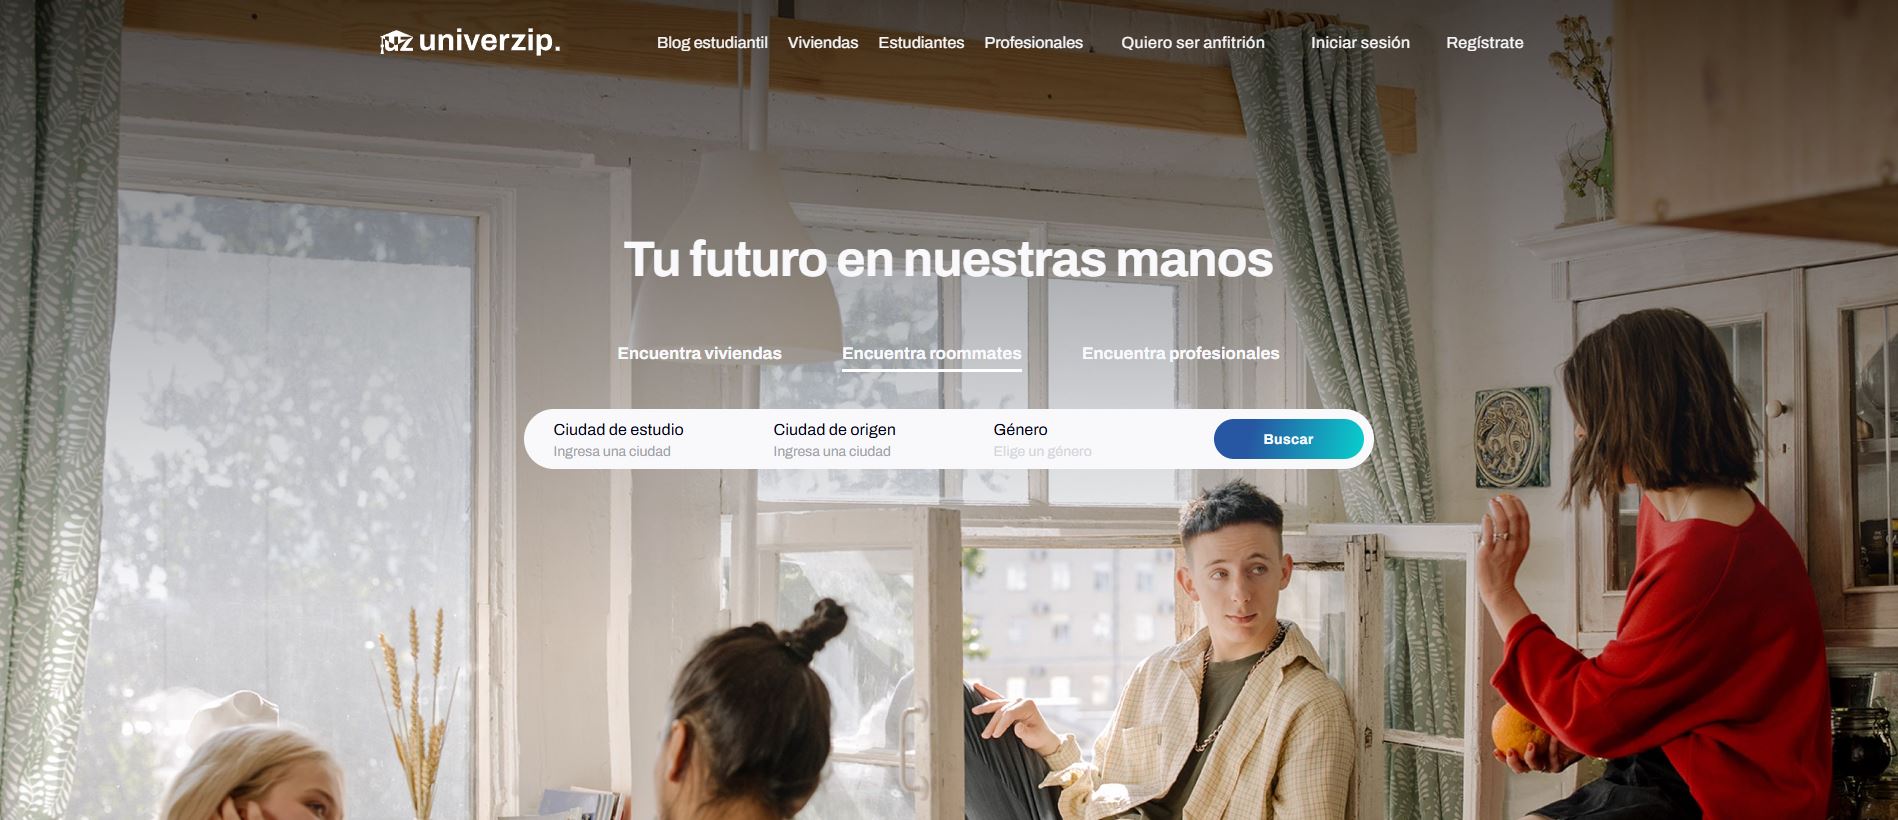 uz univerzip.
Blog estudiantil Viviendas Estudiantes Profesionales Quiero ser anfitrión Iniciar sesión Regístrate
Tu futuro en nuestras manos
Encuentra viviendas Encuentra roommates Encuentra profesionales
Ciudad de estudio Ciudad de origen Género
Ingresa una ciudad Ingresa una ciudad Elige un género
Buscar